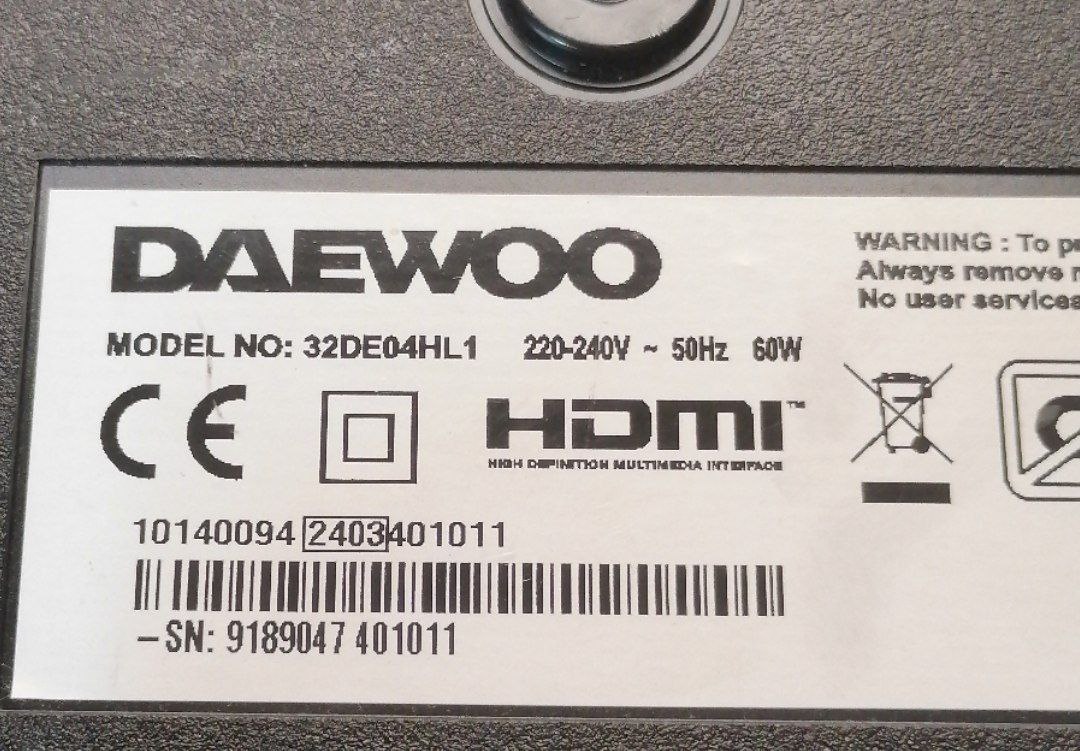 DAEWOO
MODEL NO: 32DE04HL1 220-240V ~ 50Hz 60W
CE
HDMI™
HIGH DEFINITION MULTIMEDIA INTERFACE
10140094 2403401011
-SN: 9189047 401011
WARNING : To
Always remove
No user